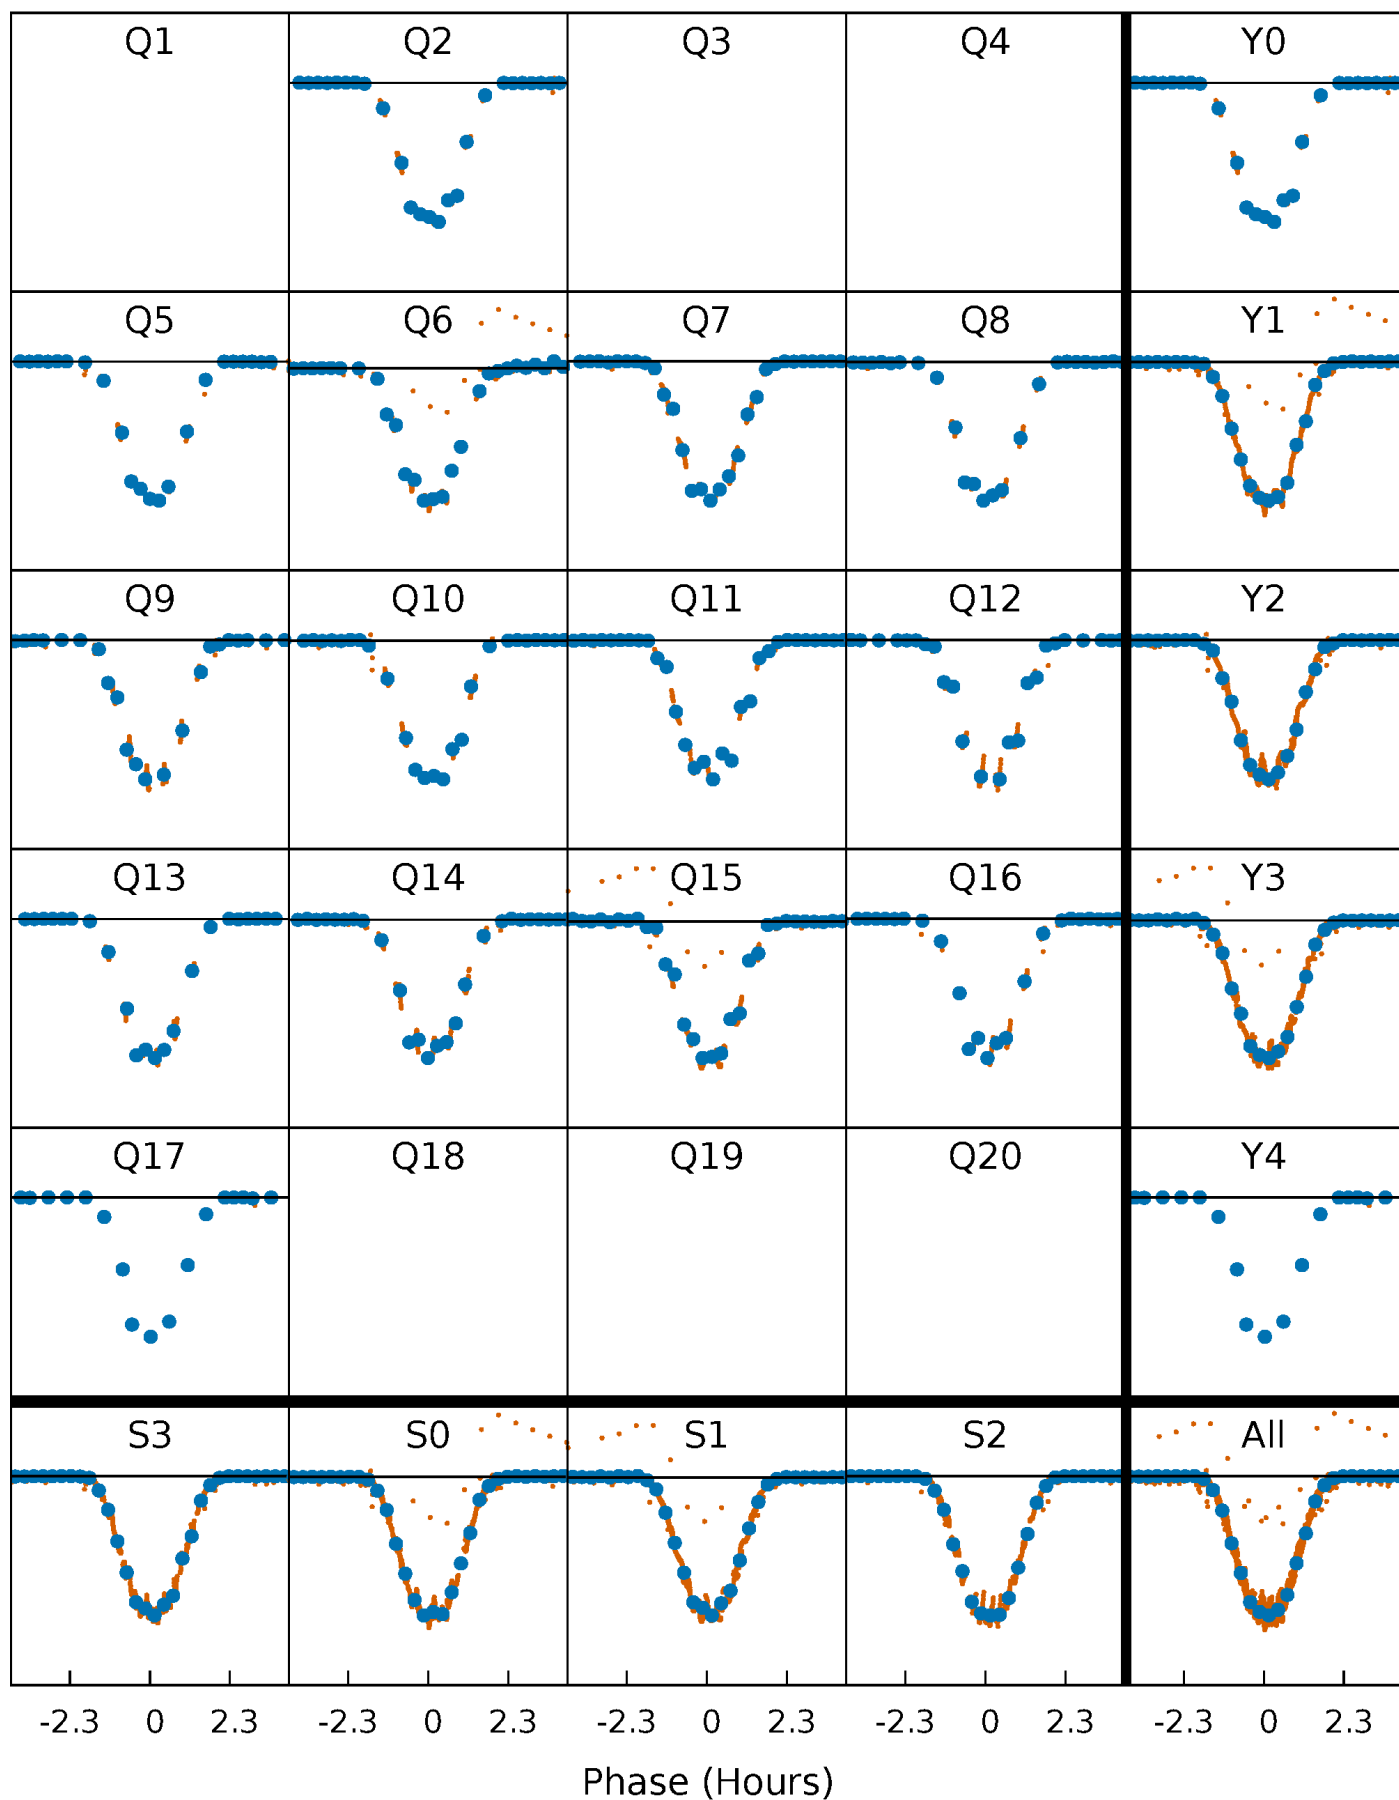 Q1 Q2 Q3 Q4 Y0
Q5 Q6 Q7 Q8 Y1
Q9 Q10 Q11 Q12 Y2
Q13 Q14 Q15 Q16 Y3
Q17 Q18 Q19 Q20 Y4
S3 S0 S1 S2 All
-2.3 0 2.3 -2.3 0 2.3 -2.3 0 2.3 -2.3 0 2.3 -2.3 0 2.3
Phase (Hours)